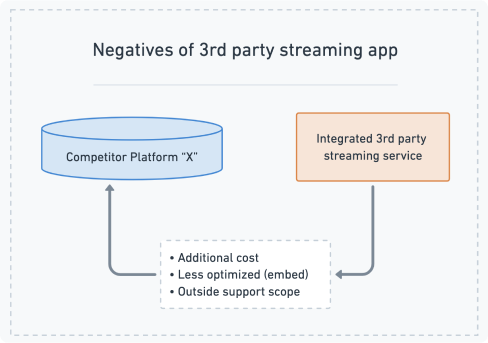 Negatives of 3rd party streaming app
Competitor Platform "X"
Integrated 3rd party
streaming service
• Additional cost
• Less optimized (embed)
• Outside support scope